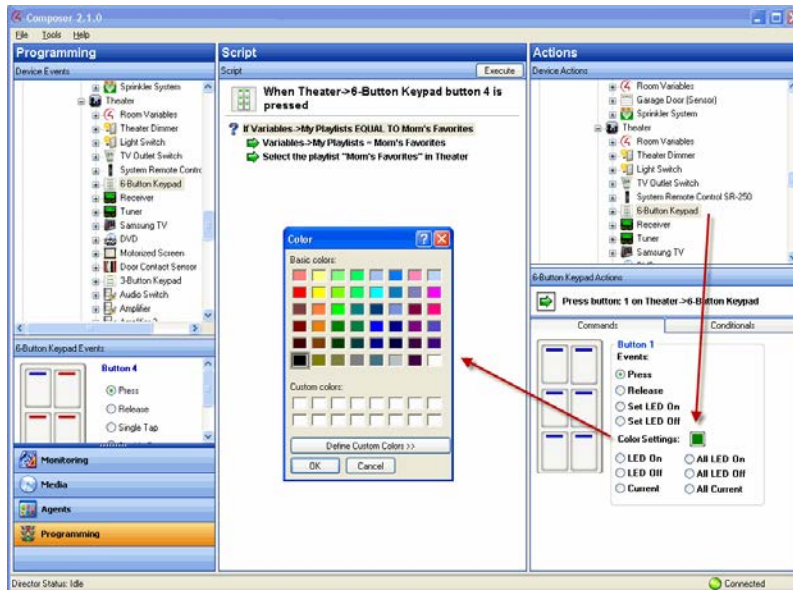 Composer 2.1.0
File Tools Help
Programming
Device Events
Sprinkler System
Theater
Room Variables
Theater Dimmer
Light Switch
TV Outlet Switch
System Remote Contrc
6-Button Keypad
Receiver
Tuner
Samsung TV
DVD
Motorized Screen
Door Contact Sensor
3-Button Keypad
Audio Switch
Amplifier
Amplifier 2
6-Button Keypad Events
Button 4
Press
Release
Single Tap
Monitoring
Media
Agents
Programming
Script
Script Execute
When Theater->6-Button Keypad button 4 is
pressed
If Variables->My Playlists EQUAL TO Mom's Favorites
Variables->My Playlists = Mom's Favorites
Select the playlist "Mom's Favorites" in Theater
Color
Basic colors:
Custom colors:
Define Custom Colors >>
OK Cancel
Actions
Device Actions
Room Variables
Garage Door (Sensor)
Sprinkler System
Theater
Room Variables
Theater Dimmer
Light Switch
TV Outlet Switch
System Remote Control SR-250
6-Button Keypad
Receiver
Tuner
Samsung TV
6-Button Keypad Actions
Press button: 1 on Theater->6-Button Keypad
Commands Conditionals
Button 1
Events:
Press
Release
Set LED On
Set LED Off
Color Settings:
LED On All LED On
LED Off All LED Off
Current All Current
Director Status: Idle
Connected